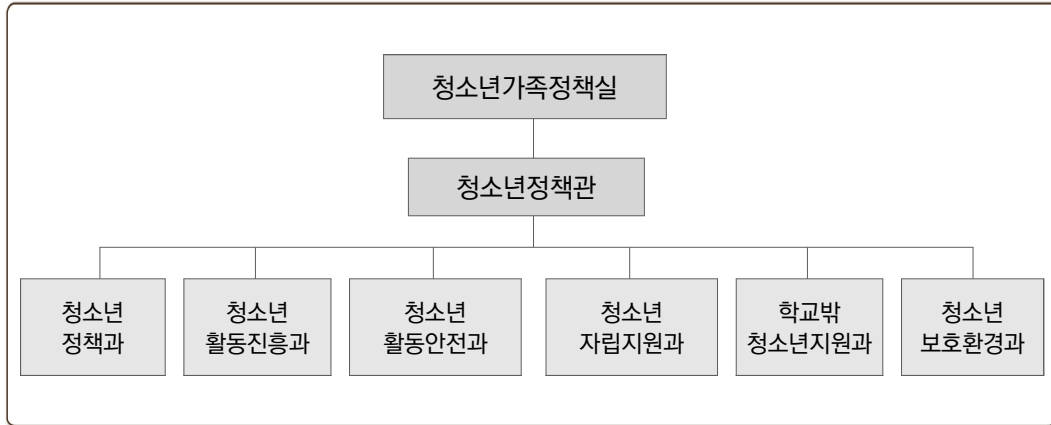 청소년가족정책실
청소년정책관
청소년
정책과
청소년
활동진흥과
청소년
활동안전과
청소년
자립지원과
학교밖
청소년지원과
청소년
보호환경과